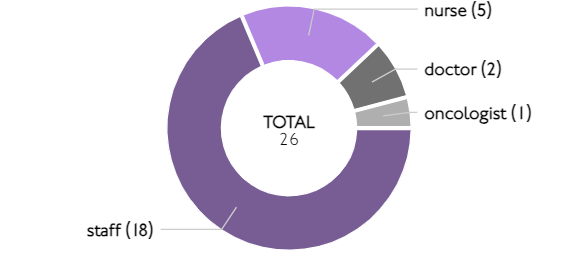 nurse (5)
doctor (2)
oncologist (1)
TOTAL
26
staff (18)